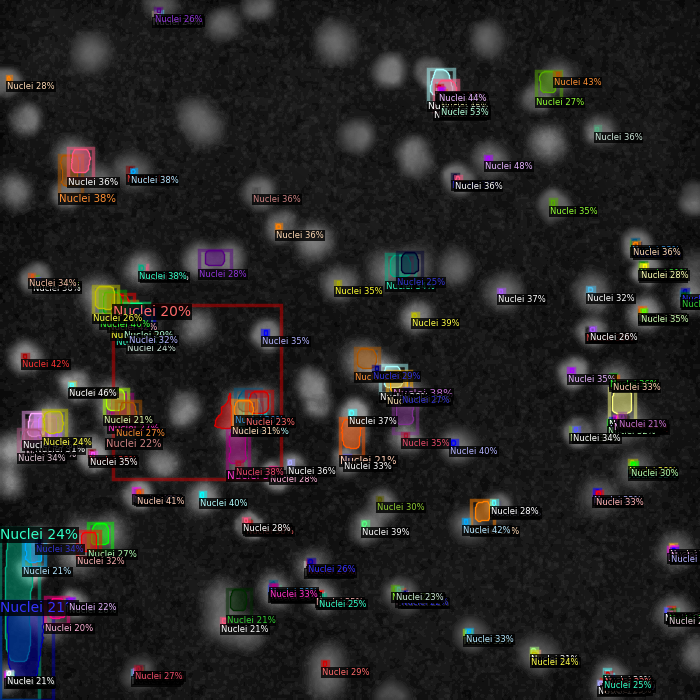 Nuclei 26%
Nuclei 43%
Nuclei 28%
Nuclei 44%
Nuclei 27%
Nuclei 53%
Nuclei 36%
Nuclei 48%
Nuclei 36%
Nuclei 38%
Nuclei 36%
Nuclei 38%
Nuclei 36%
Nuclei 35%
Nuclei 36%
Nuclei 36%
Nuclei 38%
Nuclei 28%
Nuclei 28%
Nuclei 34%
Nuclei 25%
Nuclei 35%
Nuclei 37%
Nuclei 32%
Nuclei 20%
Nuclei 26%
Nuclei 35%
Nuclei 39%
Nuclei 32%
Nuclei 35%
Nuclei 26%
Nuclei 24%
Nuclei 42%
Nuclei 35%
Nuclei 29%
Nuclei 33%
Nuclei 46%
Nuclei 21%
Nuclei 37%
Nuclei 23%
Nuclei 21%
Nuclei 31%
Nuclei 27%
Nuclei 34%
Nuclei 24%
Nuclei 22%
Nuclei 35%
Nuclei 40%
Nuclei 34%
Nuclei 35%
Nuclei 21%
Nuclei 33%
Nuclei 38%
Nuclei 36%
Nuclei 30%
Nuclei 28%
Nuclei 41%
Nuclei 40%
Nuclei 30%
Nuclei 28%
Nuclei 33%
Nuclei 28%
Nuclei 39%
Nuclei 42%
Nuclei 24%
Nuclei 34%
Nuclei 27%
Nuclei 32%
Nuclei 21%
Nuclei 26%
Nuclei 33%
Nuclei 25%
Nuclei 23%
Nuclei 21
Nuclei 22%
Nuclei 20%
Nuclei 21%
Nuclei 21%
Nuclei 33%
Nuclei 24%
Nuclei 29%
Nuclei 27%
Nuclei 21%
Nuclei 25%